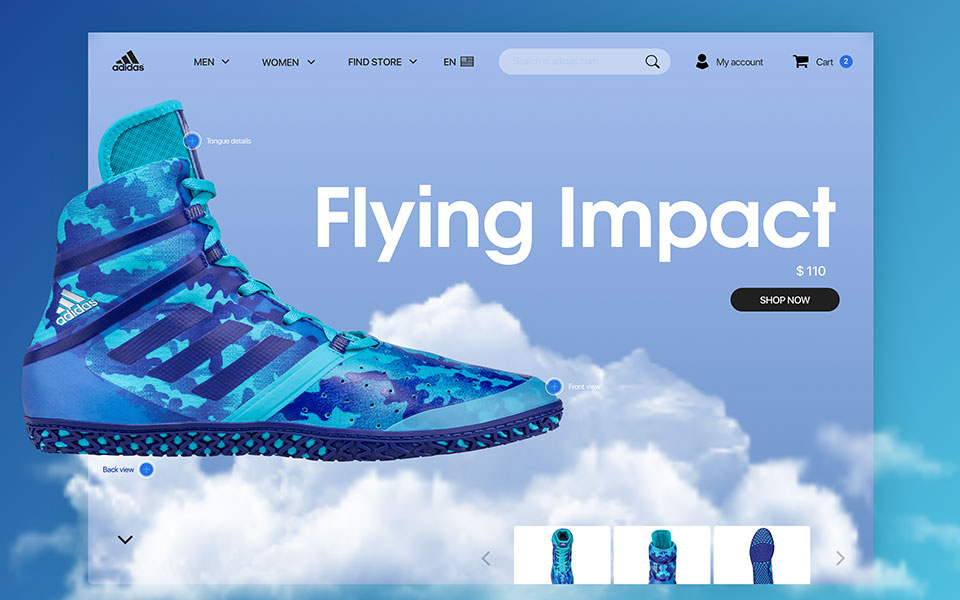 adidas
MEN
WOMEN
FIND STORE
EN
Search in adidas.com
My account
Cart
2
Tongue details
Flying Impact
$ 110
SHOP NOW
adidas
Front view
Back view